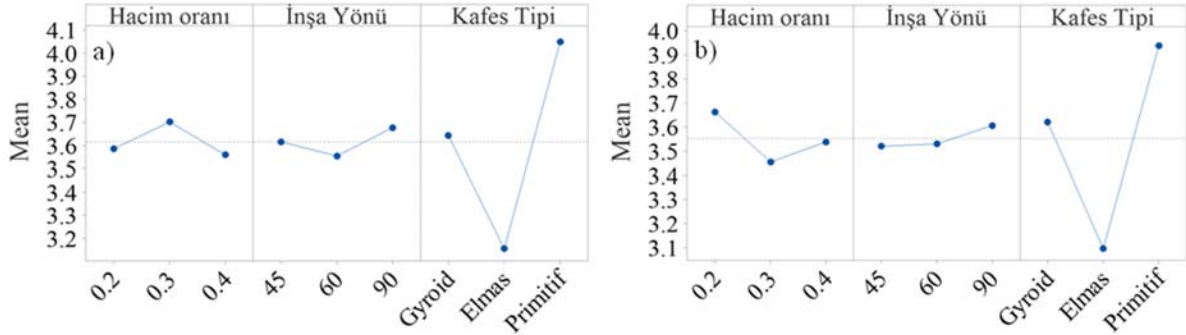 Hacim oranı İnşa Yönü Kafes Tipi
a)
Mean
4.1
4.0
3.9
3.8
3.7
3.6
3.5
3.4
3.3
3.2
0.2 0.3 0.4 45 60 90 Gyroid Elmas Primitif
Hacim oranı İnşa Yönü Kafes Tipi
b)
Mean
4.0
3.9
3.8
3.7
3.6
3.5
3.4
3.3
3.2
3.1
0.2 0.3 0.4 45 60 90 Gyroid Elmas Primitif